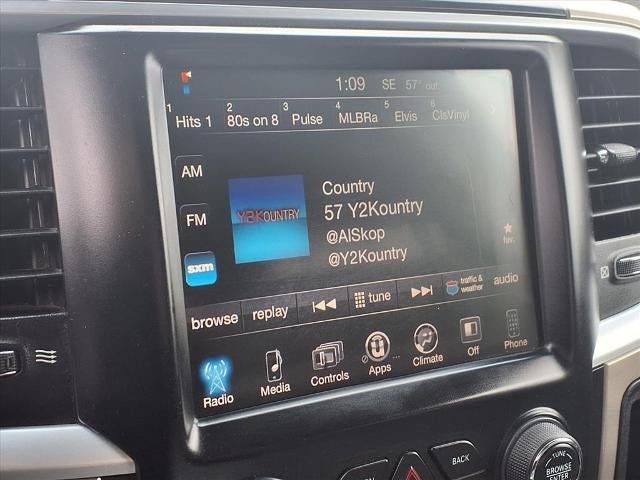 1:09 SE 57° out.
1 Hits 1 2 80s on 8 3 Pulse 4 MLBRa 5 Elvis 6 ClsVinyl
AM
FM
sxm
Y2KOUNTRY
Country
57 Y2Kountry
@AlSkop
@Y2Kountry
fav.
browse replay tune traffic & weather audio
Radio Media Controls Apps ... Climate Off Phone
BACK
TUNE
BROWSE
ENTER